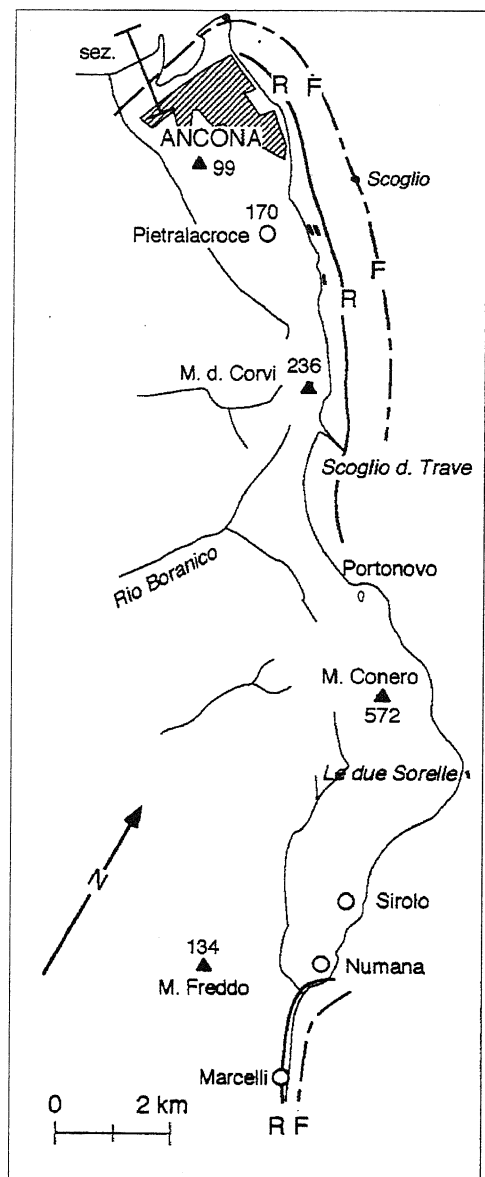 sez.
R
F
ANCONA
99
Scoglio
170
Pietralacroce
F
R
236
M. d. Corvi
Scoglio d. Trave
Portonovo
Rio Boranico
M. Conero
572
Le due Sorelle
N
Sirolo
134
Numana
M. Freddo
Marcelli
0 2 km
R F